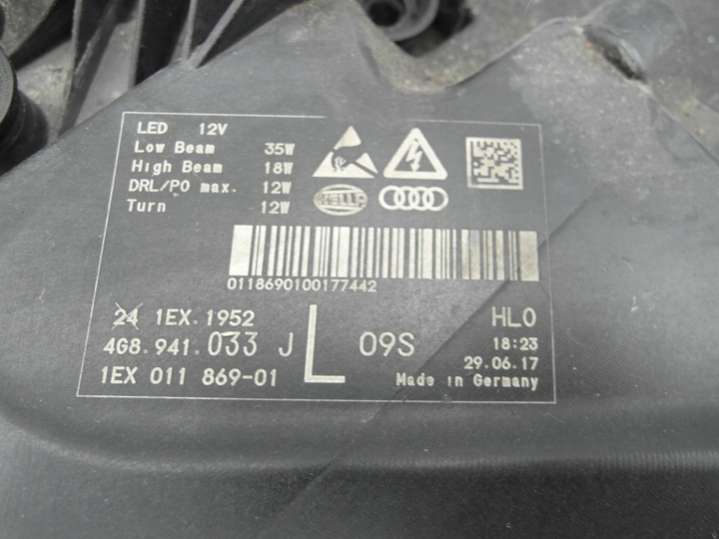 LED 12V
Low Beam 35W
High Beam 18W
DRL/PO max. 12W
Turn 12W
HELLA
0118690100177442
24 1EX.1952
HLO
4G8.941.033 J L 09S
18:23
29.06.17
1EX 011 869-01
Made in Germany